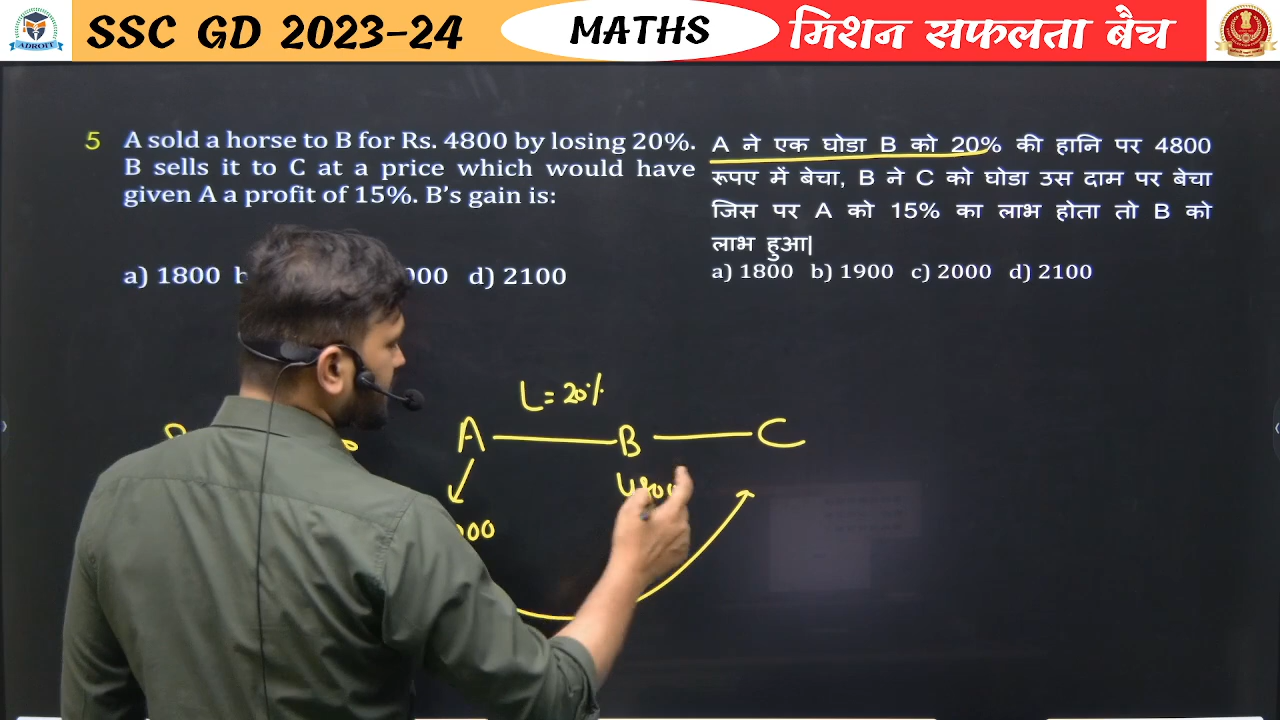 SSC GD 2023-24
MATHS
मिशन सफलता बैच
ADROIT
5 A sold a horse to B for Rs. 4800 by losing 20%.
B sells it to C at a price which would have
given A a profit of 15%. B's gain is:
a) 1800 d) 2100
A ने एक घोडा B को 20% की हानि पर 4800
रूपए में बेचा, B ने C को घोडा उस दाम पर बेचा
जिस पर A को 15% का लाभ होता तो B को
लाभ हुआ|
a) 1800 b) 1900 c) 2000 d) 2100
L = 20%
A B C